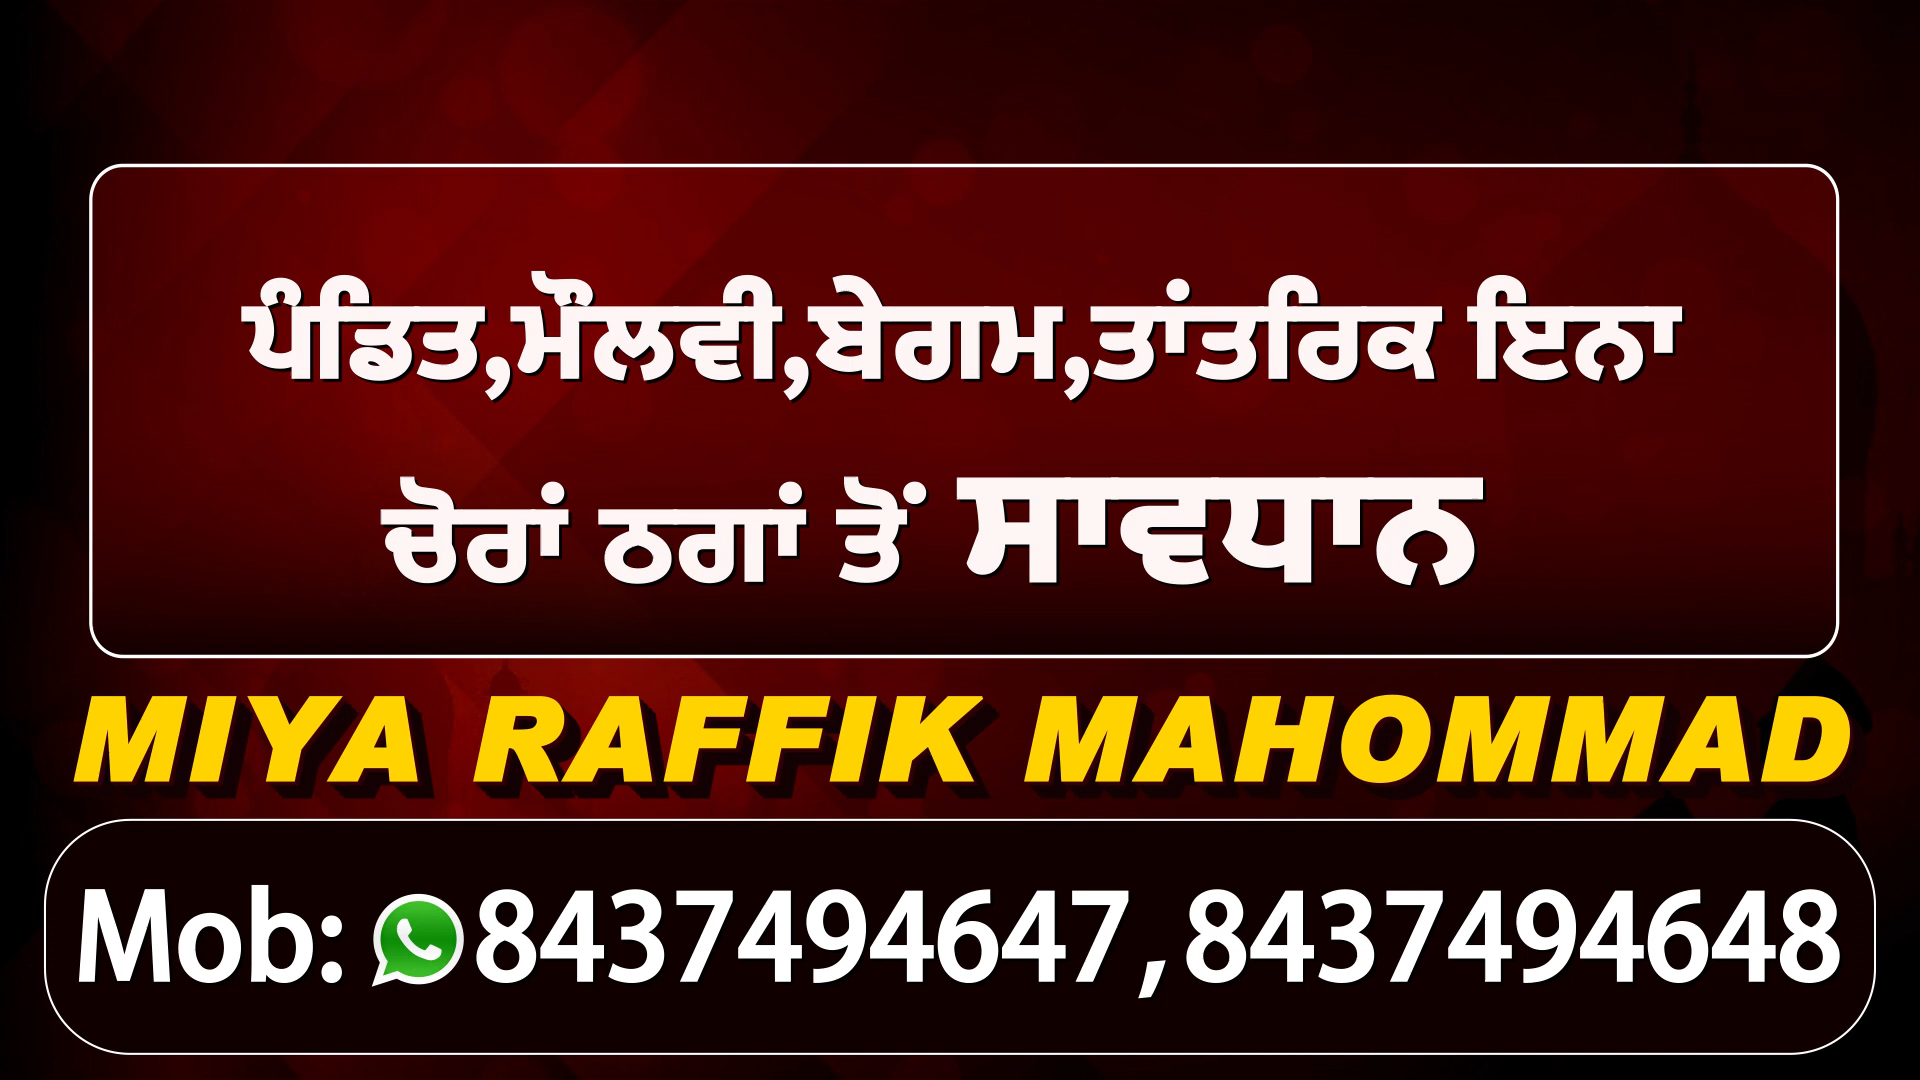 ਪੰਡਿਤ,ਮੌਲਵੀ,ਬੇਗਮ,ਤਾਂਤਰਿਕ ਇਨਾ
ਚੋਰਾਂ ਠਗਾਂ ਤੋਂ ਸਾਵਧਾਨ
MIYA RAFFIK MAHOMMAD
Mob: 8437494647, 8437494648